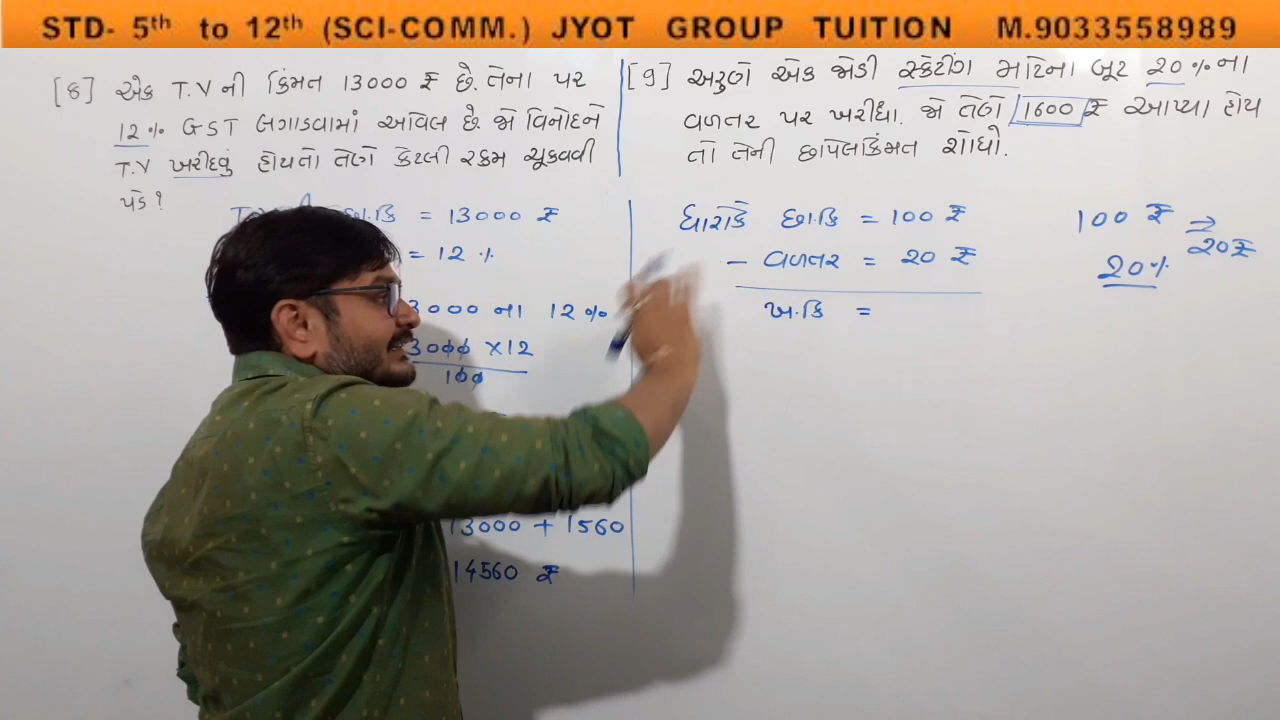 STD- 5th to 12th (SCI-COMM.) JYOT GROUP TUITION M.9033558989
[8] એક T.V ની કિંમત 13000 ₹ છે. તેના પર
12% GST લગાડવામાં આવેલ છે. જો વિનોદને
T.V ખરીદવું હોયતો તેણે કેટલી રકમ ચૂકવવી
પડે?
છા.કિં = 13000 ₹
= 12 %
3000 ના 12%
3000 × 12
100
13000 + 1560
14560 ₹
[9] અરુણે એક જોડી સ્કેટીંગ માટેના બૂટ 20 % ના
વળતર પર ખરીધા. જો તેણે 1600 ₹ આપ્યા હોય
તો તેની છાપેલકિંમત શોધો.
ધારોકે છા.કિ = 100 ₹
- વળતર = 20 ₹
ખ.કિ =
100 ₹ ⇒
20 ₹
20%